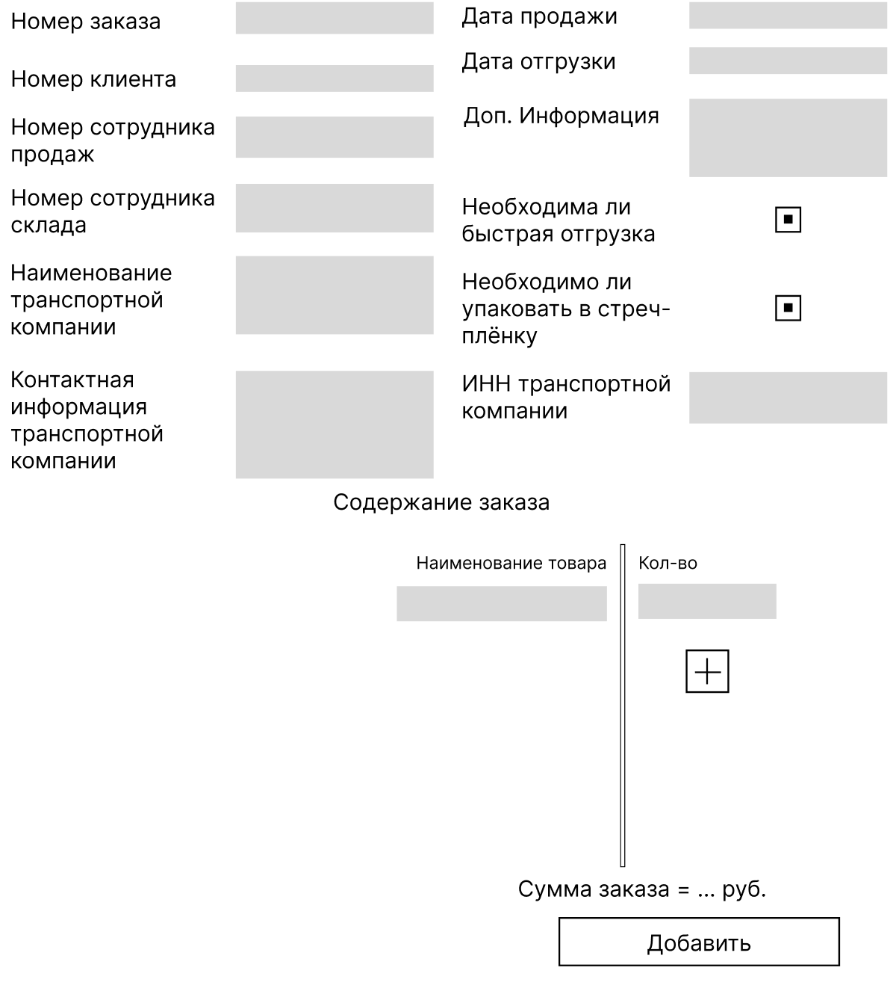 Номер заказа
Номер клиента
Номер сотрудника
продаж
Номер сотрудника
склада
Наименование
транспортной
компании
Контактная
информация
транспортной
компании
Дата продажи
Дата отгрузки
Доп. Информация
Необходима ли
быстрая отгрузка
Необходимо ли
упаковать в стреч-
плёнку
ИНН транспортной
компании
Содержание заказа
Наименование товара
Кол-во
Сумма заказа = ... руб.
Добавить